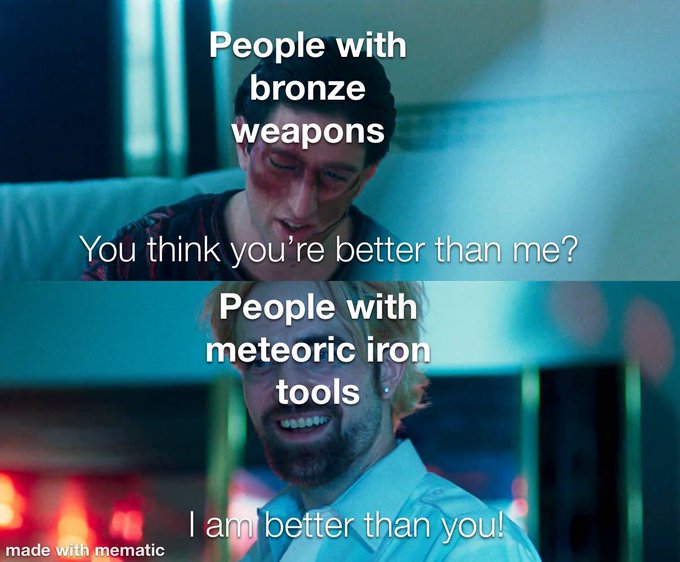 People with
bronze
weapons
You think you're better than me?
People with
meteoric iron
tools
I am better than you!
made with mematic